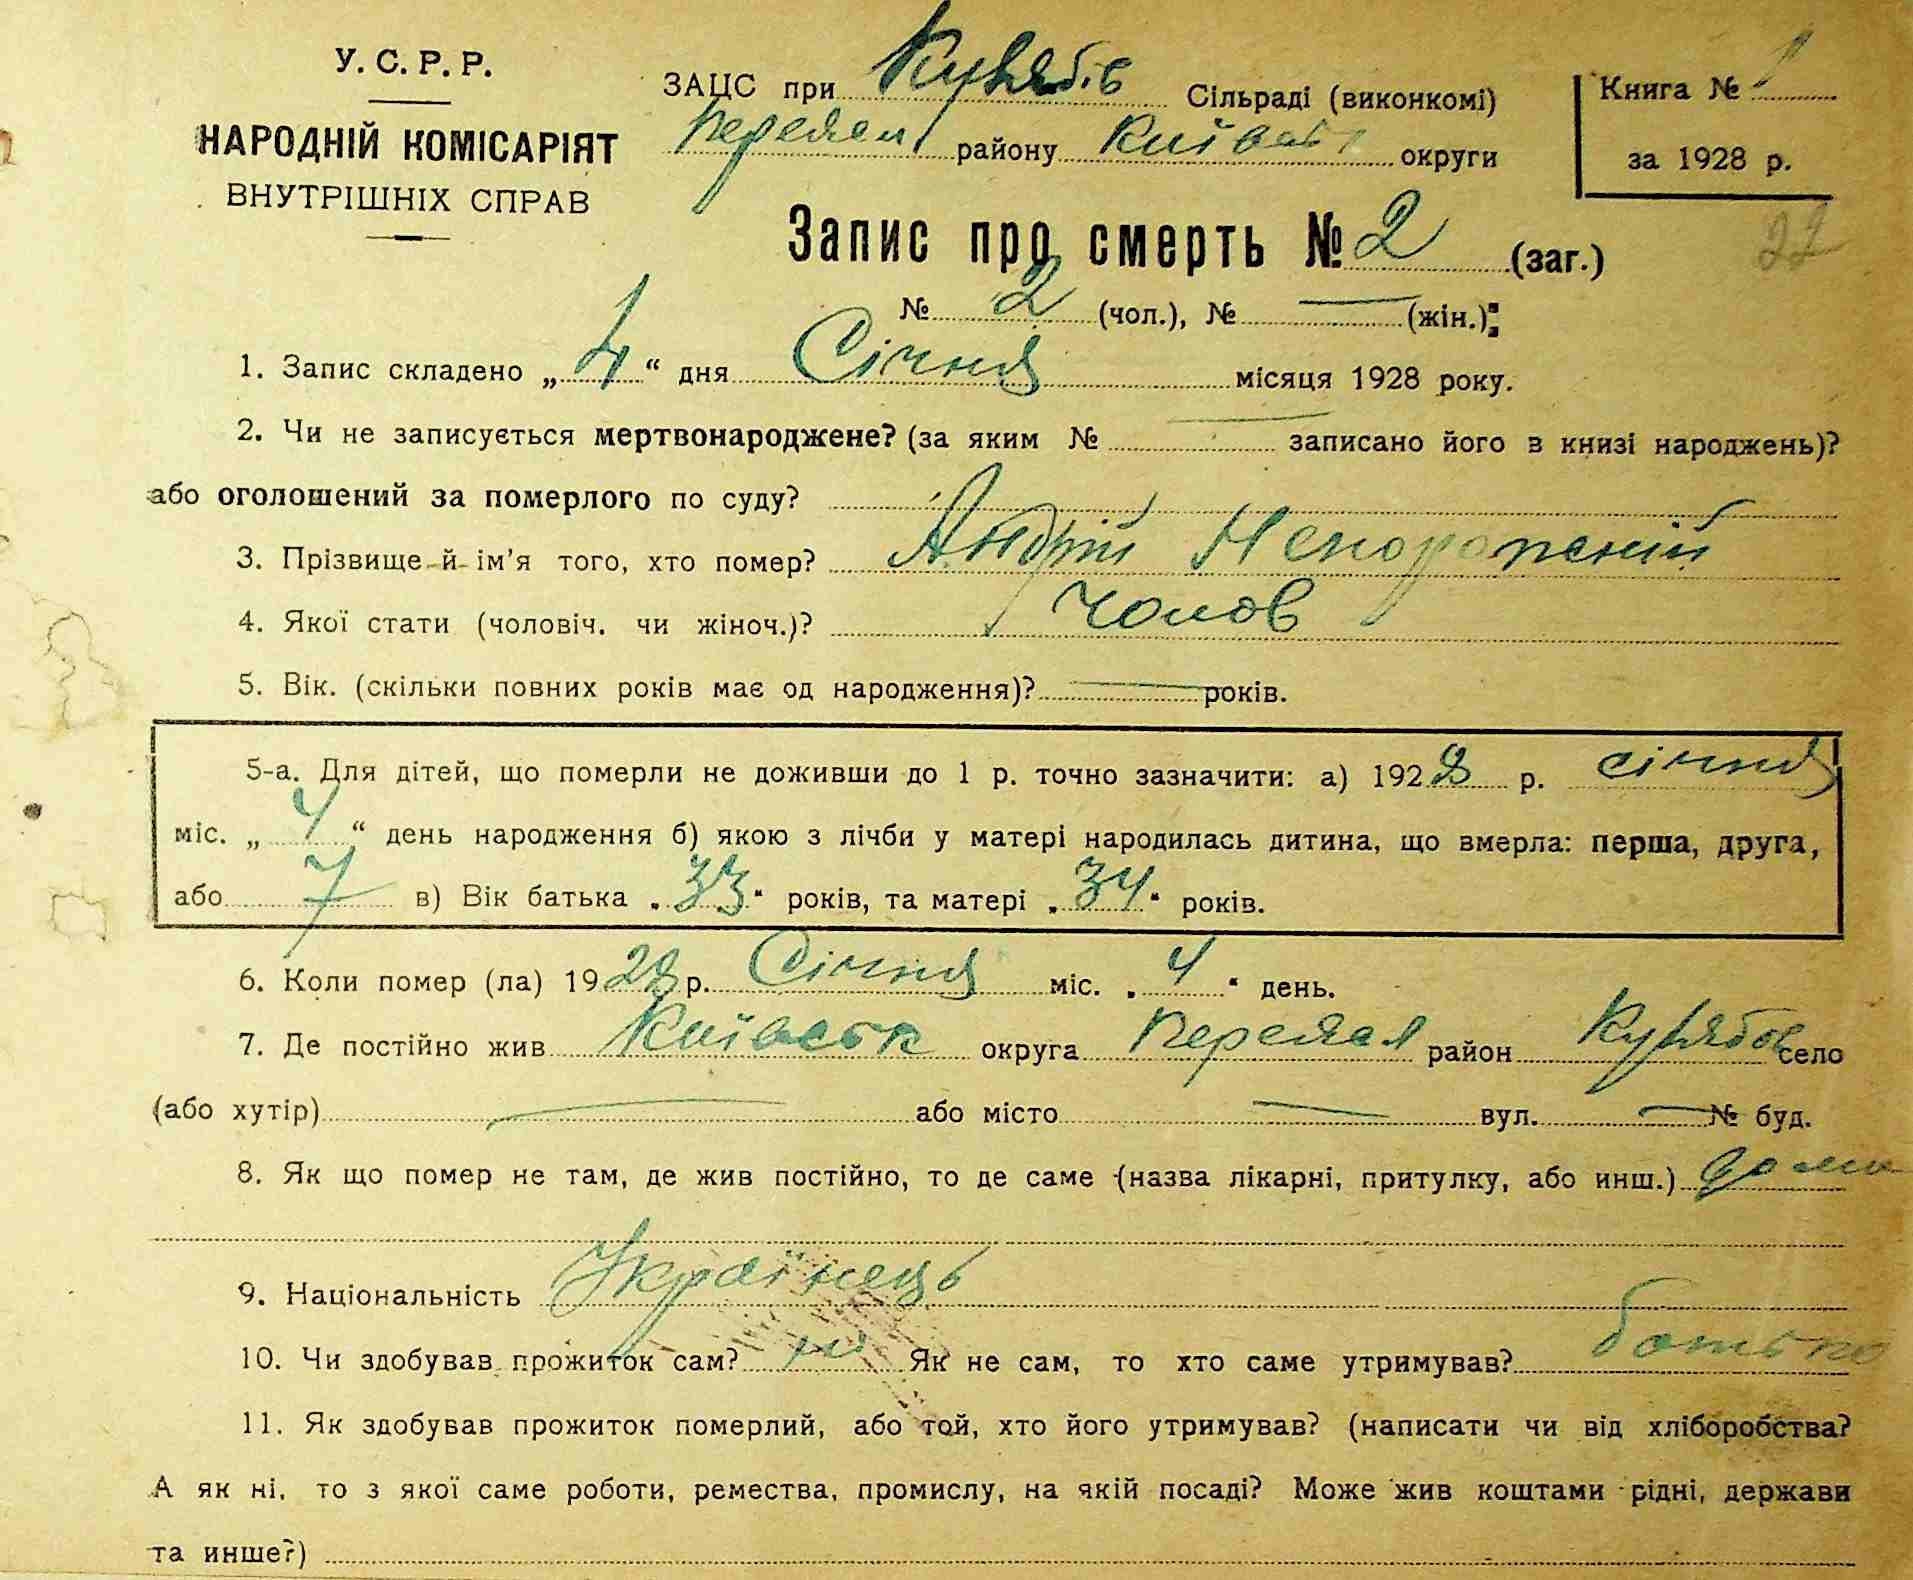 У. С. Р. Р.
НАРОДНІЙ КОМІСАРІЯТ
ВНУТРІШНІХ СПРАВ
ЗАЦС при Сільраді (виконкомі)
Переясл району Київськ округи
Книга № 1
за 1928 р.
22
Запис про смерть № 2 (заг.)
№ 2 (чол.), № — (жін.);
1. Запис складено „ 4 “ дня Січня місяця 1928 року.
2. Чи не записується мертвонароджене? (за яким № — записано його в книзі народжень)?
або оголошений за померлого по суду?
3. Прізвище й ім'я того, хто помер? Андрій Непорожній
4. Якої стати (чоловіч. чи жіноч.)? Чолов
5. Вік. (скільки повних років має од народження)? — років.
5-а. Для дітей, що померли не доживши до 1 р. точно зазначити: а) 1928 р. січня
міс. „ 4 “ день народження б) якою з лічби у матері народилась дитина, що вмерла: перша, друга,
або 7 в) Вік батька „ 33 “ років, та матері „ 34 “ років.
6. Коли помер (ла) 1928 р. Січня міс. „ 4 “ день.
7. Де постійно жив Київськ округа Переясл район село
(або хутір) — або місто — вул. — № буд.
8. Як що помер не там, де жив постійно, то де саме (назва лікарні, притулку, або инш.) дома
9. Національність Українець
10. Чи здобував прожиток сам? ні Як не сам, то хто саме утримував? батько
11. Як здобував прожиток померлий, або той, хто його утримував? (написати чи від хліборобства?
А як ні, то з якої саме роботи, ремества, промислу, на якій посаді? Може жив коштами рідні, держави
та инше?)